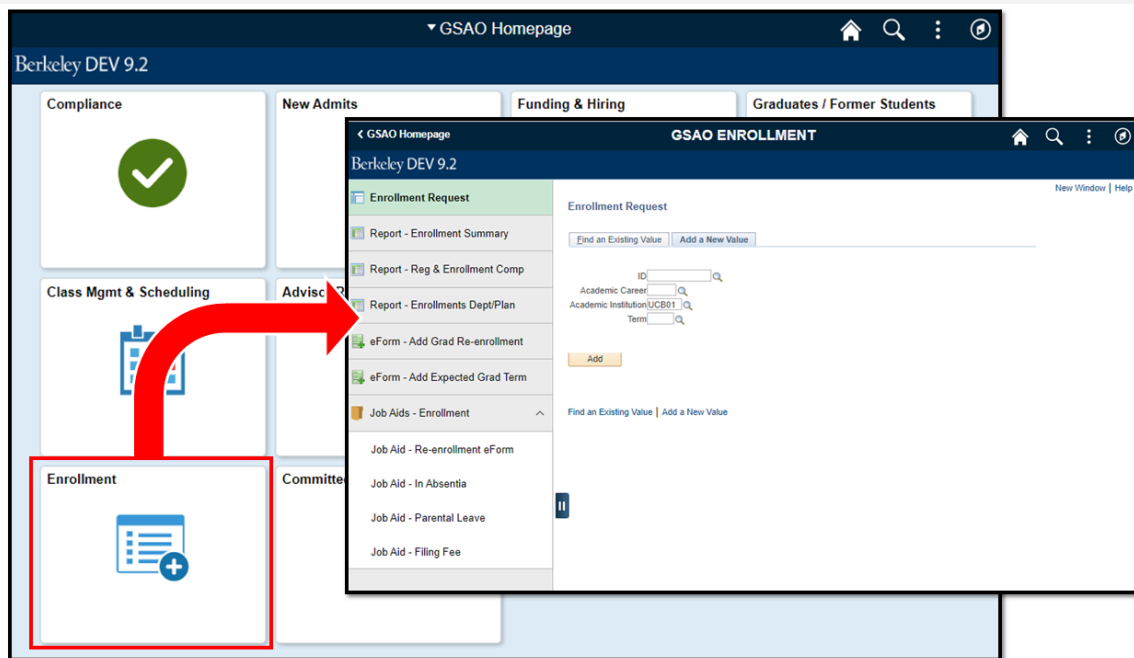 GSAO Homepage
Berkeley DEV 9.2
Compliance
New Admits
Funding & Hiring
Graduates / Former Students
Class Mgmt & Scheduling
Enrollment
GSAO Homepage
GSAO ENROLLMENT
Berkeley DEV 9.2
New Window | Help
Enrollment Request
Report - Enrollment Summary
Report - Reg & Enrollment Comp
Report - Enrollments Dept/Plan
eForm - Add Grad Re-enrollment
eForm - Add Expected Grad Term
Job Aids - Enrollment
Job Aid - Re-enrollment eForm
Job Aid - In Absentia
Job Aid - Parental Leave
Job Aid - Filing Fee
Enrollment Request
Find an Existing Value
Add a New Value
ID
Academic Career
Academic Institution UCB01
Term
Add
Find an Existing Value | Add a New Value